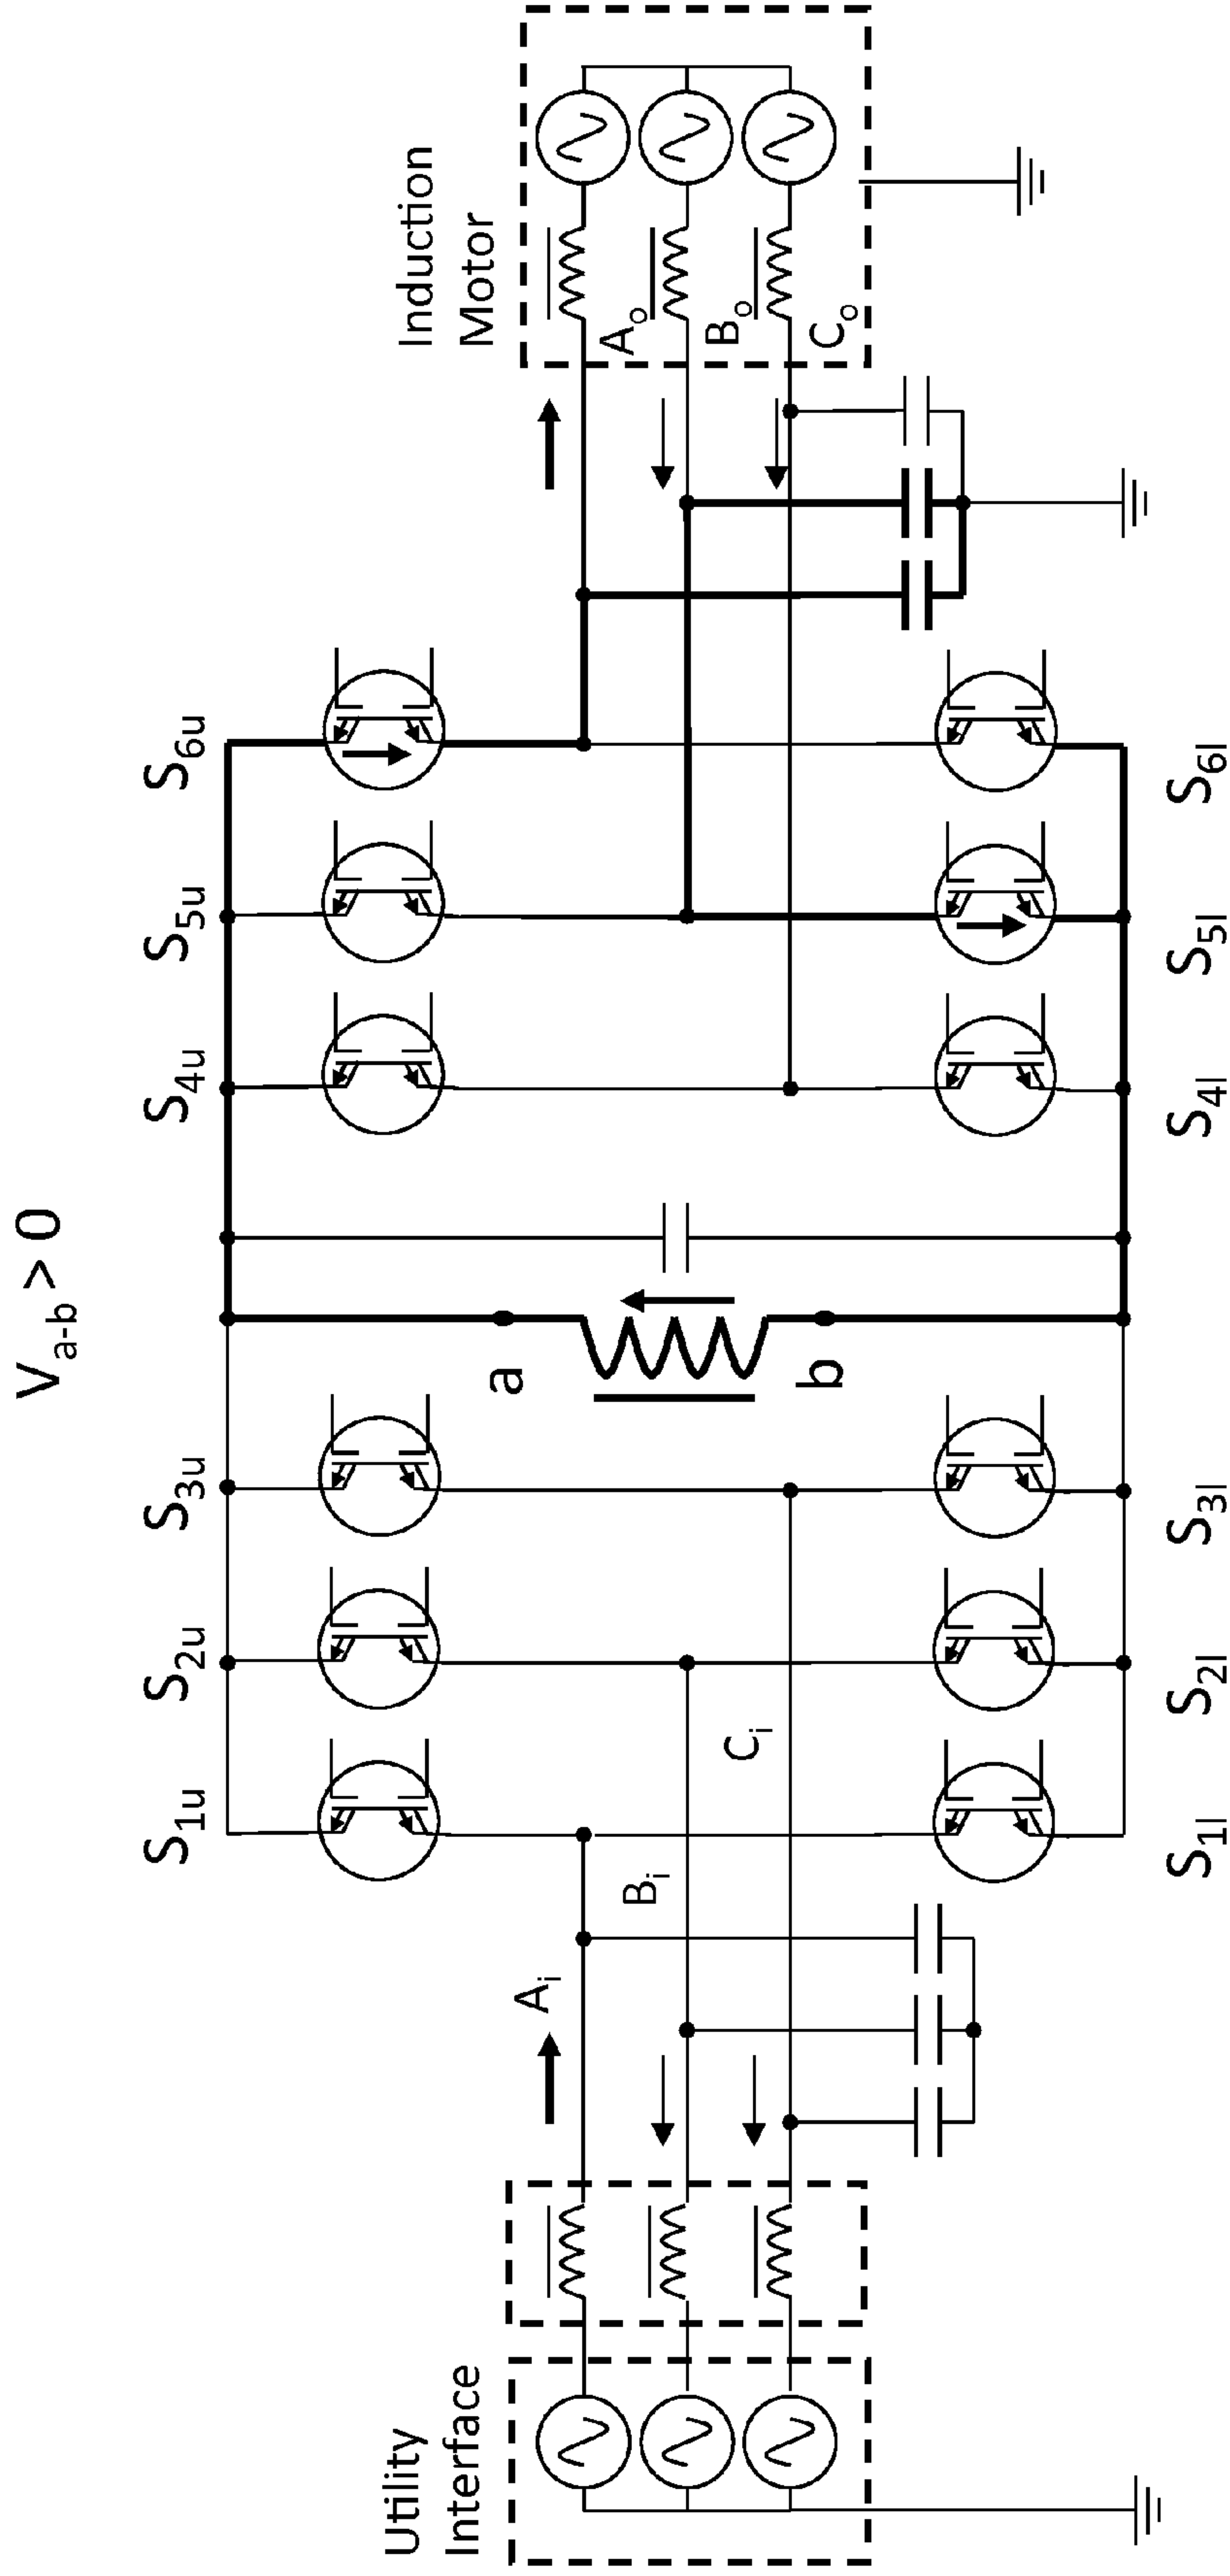 V a-b > 0
S1u
S2u
S3u
S4u
S5u
S6u
Utility
Interface
Induction
Motor
Ai
Bi
Ci
a
b
Ao
Bo
Co
S1l
S2l
S3l
S4l
S5l
S6l